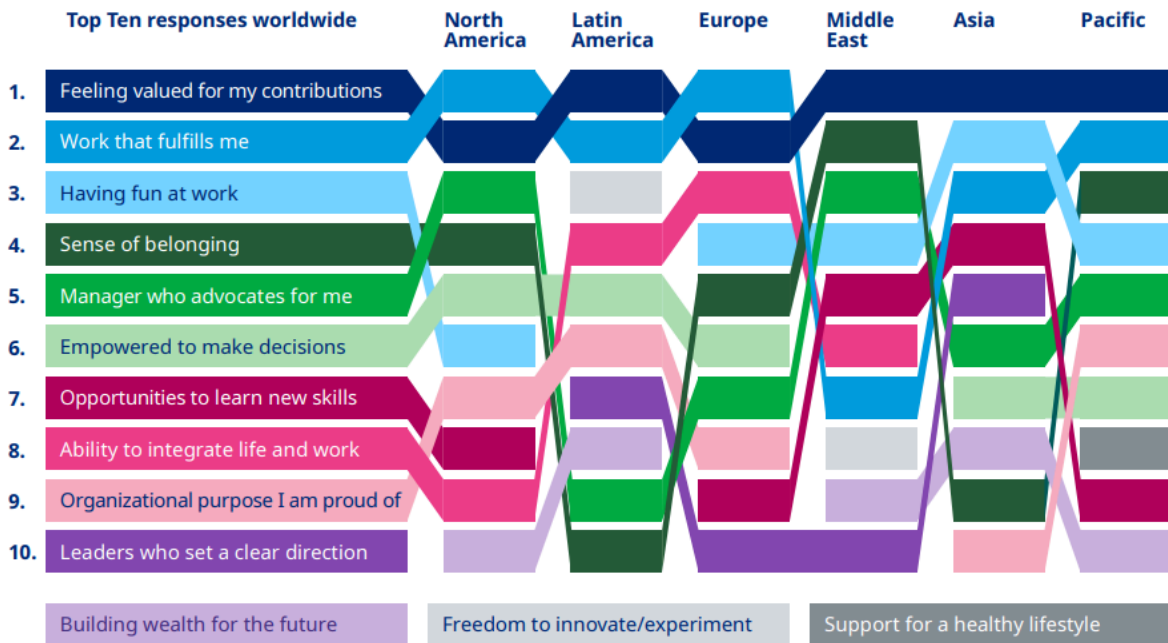 Top Ten responses worldwide
North America
Latin America
Europe
Middle East
Asia
Pacific
1. Feeling valued for my contributions
2. Work that fulfills me
3. Having fun at work
4. Sense of belonging
5. Manager who advocates for me
6. Empowered to make decisions
7. Opportunities to learn new skills
8. Ability to integrate life and work
9. Organizational purpose I am proud of
10. Leaders who set a clear direction
Building wealth for the future
Freedom to innovate/experiment
Support for a healthy lifestyle